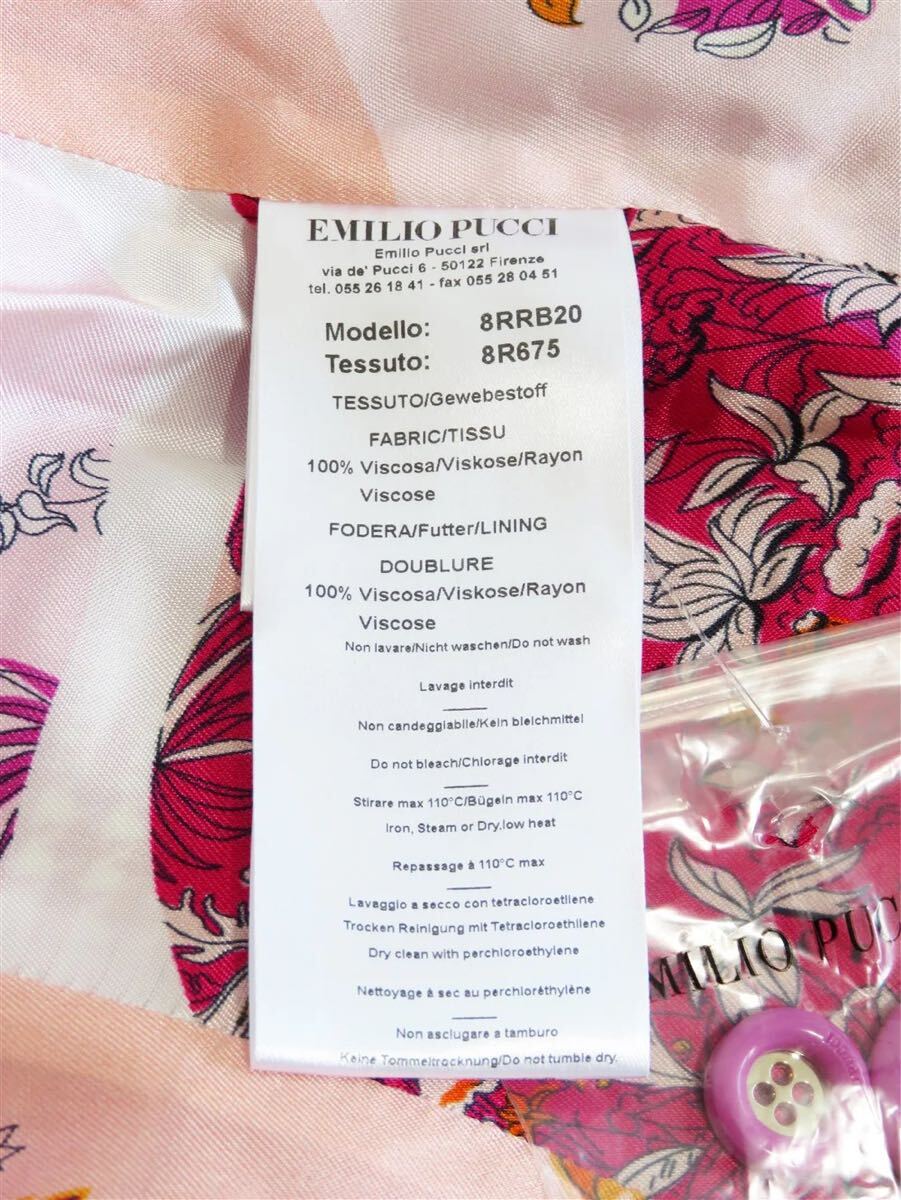 EMILIO PUCCI
Emilio Pucci srl
via de' Pucci 6 - 50122 Firenze
tel. 055 26 18 41 - fax 055 28 04 51
Modello: 8RRB20
Tessuto: 8R675
TESSUTO/Gewebestoff
FABRIC/TISSU
100% Viscosa/Viskose/Rayon
Viscose
FODERA/Futter/LINING
DOUBLURE
100% Viscosa/Viskose/Rayon
Viscose
Non lavare/Nicht waschen/Do not wash
Lavage interdit
Non candeggiabile/Kein bleichmittel
Do not bleach/Chlorage interdit
Stirare max 110°C/Bügeln max 110°C
Iron, Steam or Dry.low heat
Repassage à 110°C max
Lavaggio a secco con tetracloroetilene
Trocken Reinigung mit Tetracloroethilene
Dry clean with perchloroethylene
Nettoyage à sec au perchloréthylène
Non asciugare a tamburo
Keine Tommeltrocknung/Do not tumble dry.
MILIO PUC